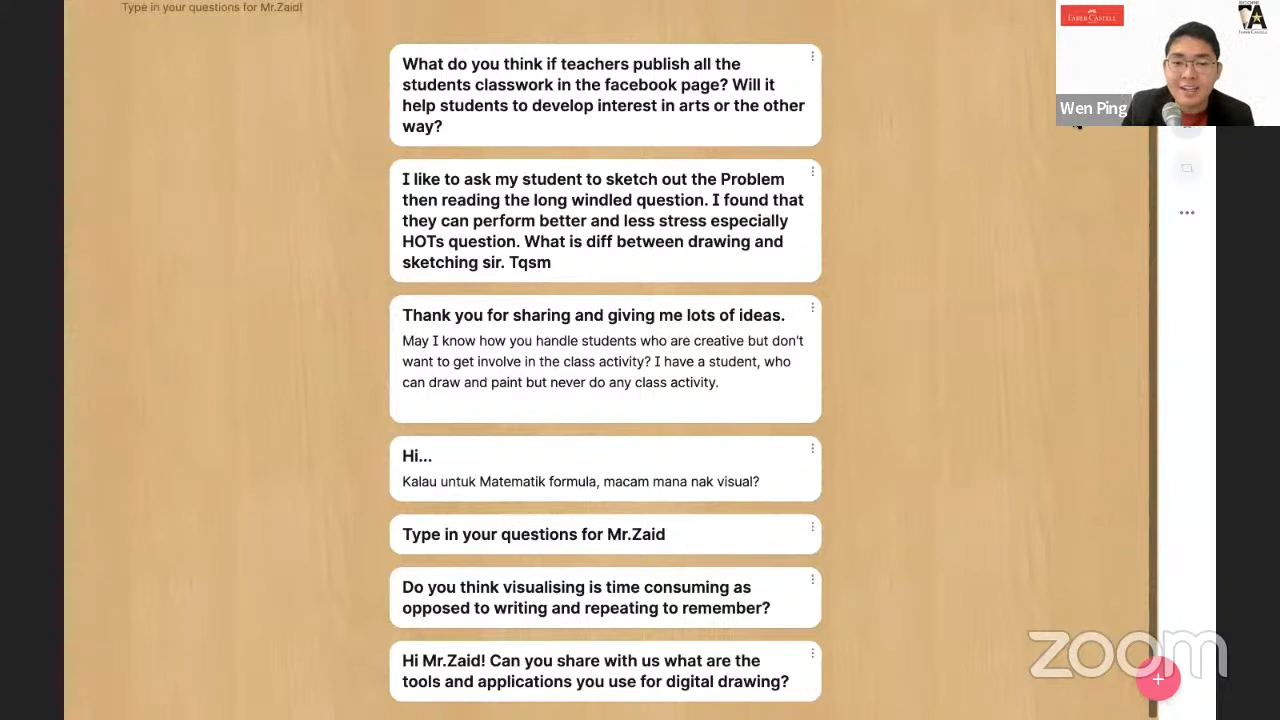 Type in your questions for Mr.Zaid!
FABER-CASTELL
SCORE
A
FABER-CASTELL
Wen Ping
What do you think if teachers publish all the
students classwork in the facebook page? Will it
help students to develop interest in arts or the other
way?
I like to ask my student to sketch out the Problem
then reading the long windled question. I found that
they can perform better and less stress especially
HOTs question. What is diff between drawing and
sketching sir. Tqsm
Thank you for sharing and giving me lots of ideas.
May I know how you handle students who are creative but don't
want to get involve in the class activity? I have a student, who
can draw and paint but never do any class activity.
Hi...
Kalau untuk Matematik formula, macam mana nak visual?
Type in your questions for Mr.Zaid
Do you think visualising is time consuming as
opposed to writing and repeating to remember?
Hi Mr.Zaid! Can you share with us what are the
tools and applications you use for digital drawing?
zoom